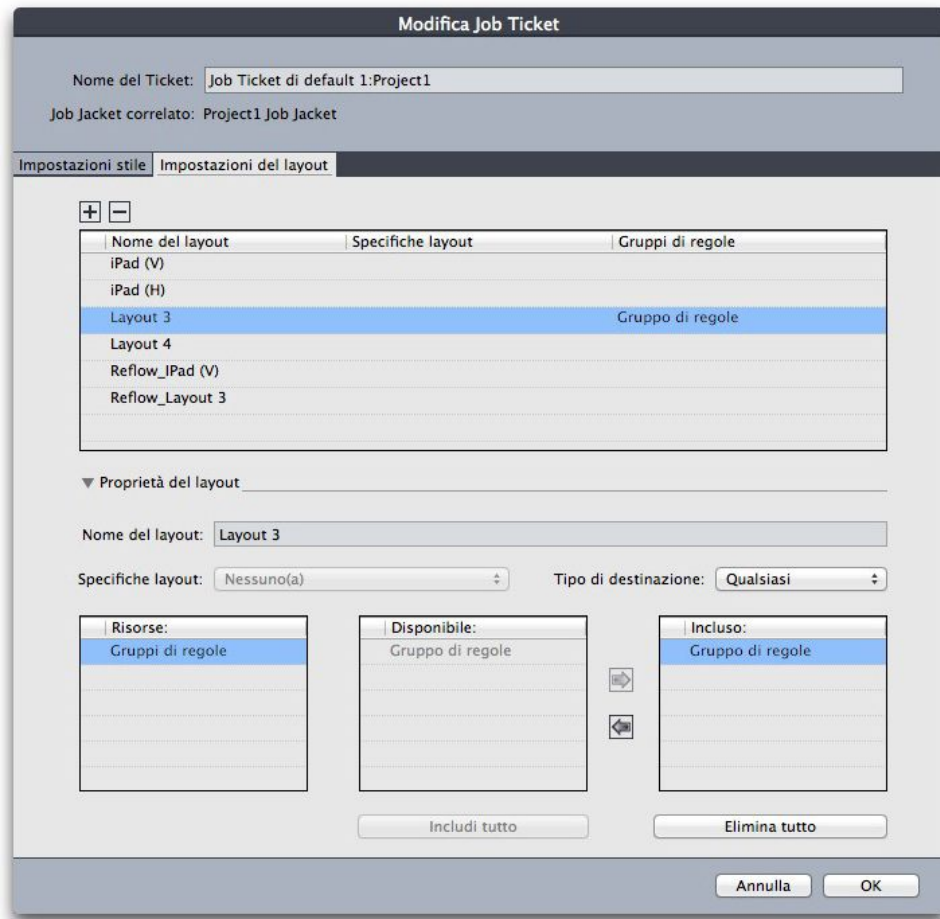 Modifica Job Ticket
Nome del Ticket: Job Ticket di default 1:Project1
Job Jacket correlato: Project1 Job Jacket
Impostazioni stile Impostazioni del layout
Nome del layout Specifiche layout Gruppi di regole
iPad (V)
iPad (H)
Layout 3 Gruppo di regole
Layout 4
Reflow_IPad (V)
Reflow_Layout 3
Proprietà del layout
Nome del layout: Layout 3
Specifiche layout: Nessuno(a) Tipo di destinazione: Qualsiasi
Risorse: Disponibile: Incluso:
Gruppi di regole Gruppo di regole Gruppo di regole
Includi tutto Elimina tutto
Annulla OK